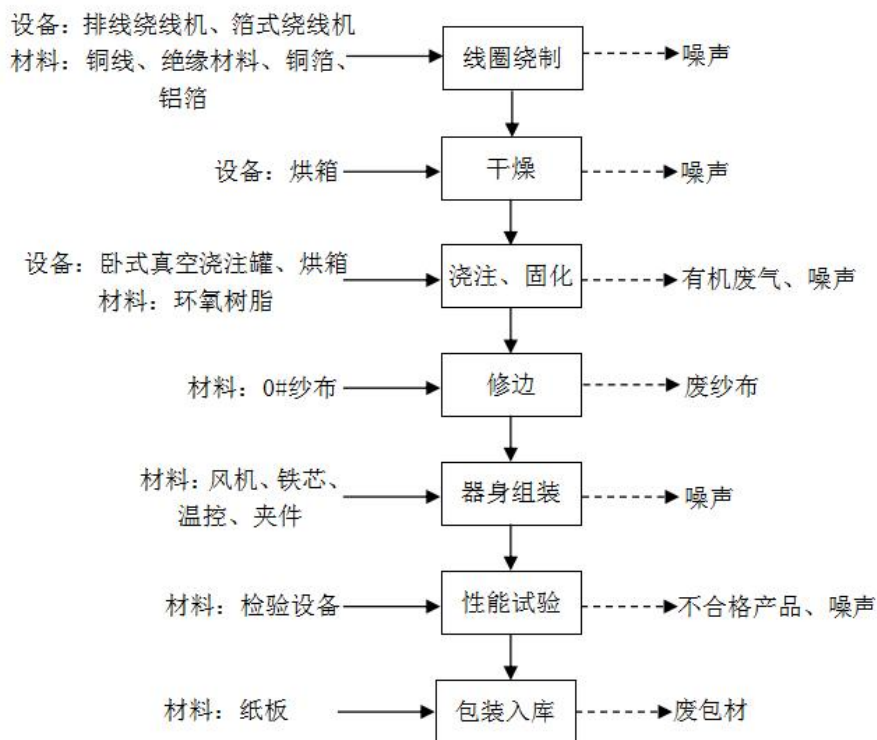 设备：排线绕线机、箔式绕线机
材料：铜线、绝缘材料、铜箔、
铝箔
线圈绕制
噪声
设备：烘箱
干燥
噪声
设备：卧式真空浇注罐、烘箱
材料：环氧树脂
浇注、固化
有机废气、噪声
材料：0#纱布
修边
废纱布
材料：风机、铁芯、
温控、夹件
器身组装
噪声
材料：检验设备
性能试验
不合格产品、噪声
材料：纸板
包装入库
废包材